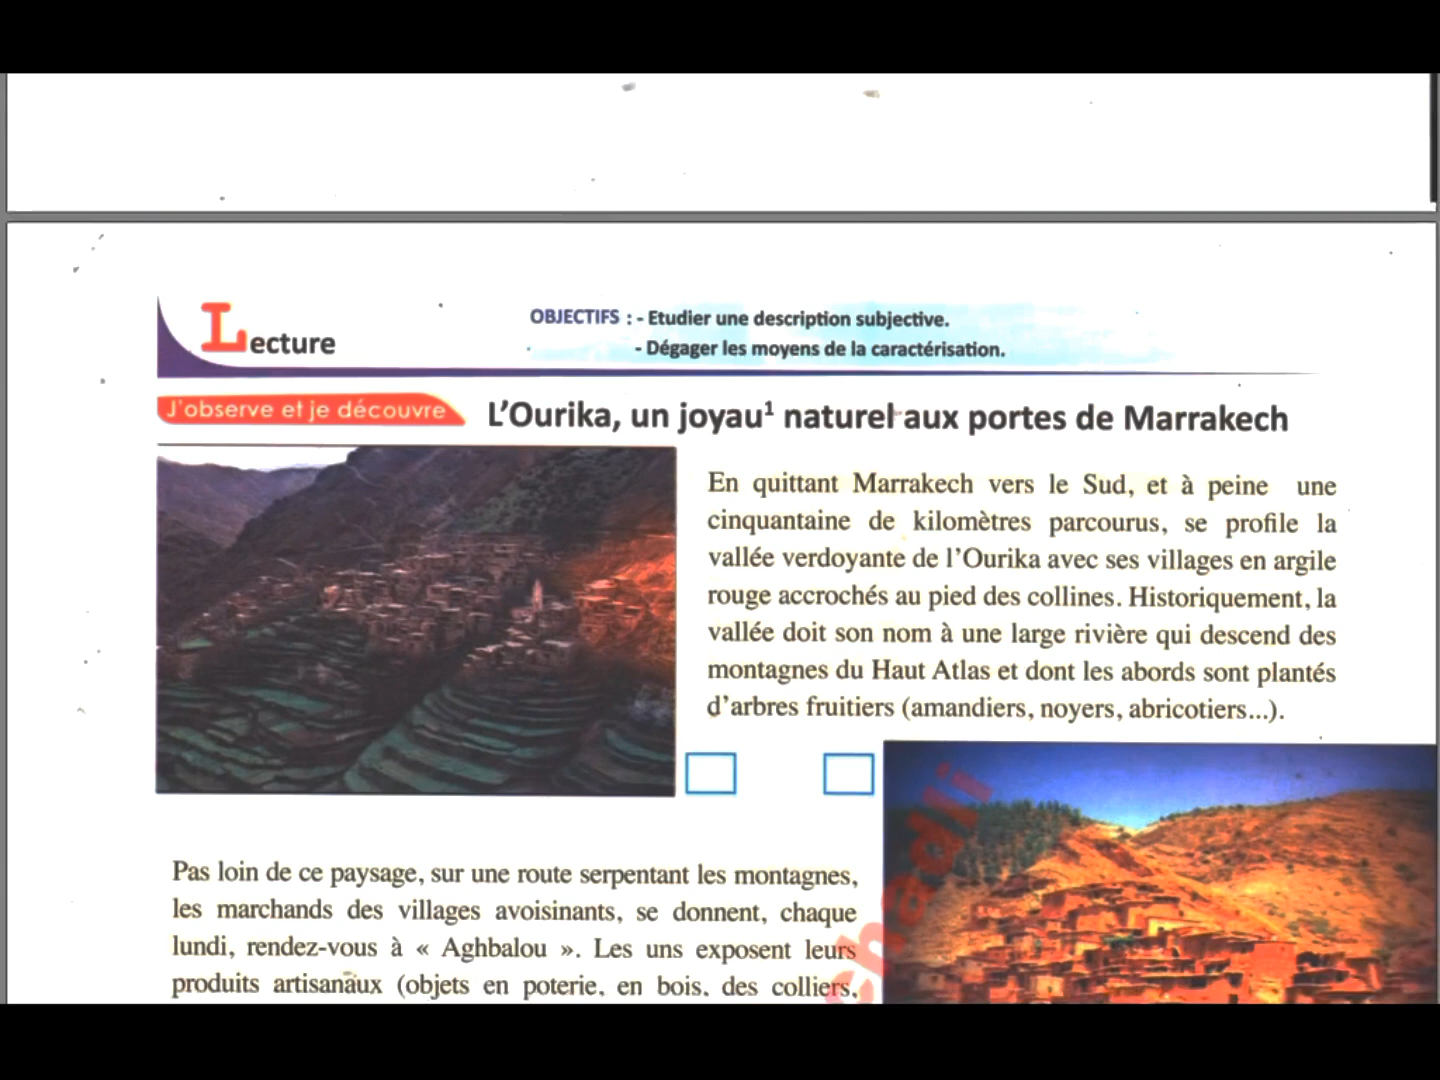 Lecture
OBJECTIFS : - Etudier une description subjective.
- Dégager les moyens de la caractérisation.
J'observe et je découvre
L'Ourika, un joyau¹ naturel aux portes de Marrakech
En quittant Marrakech vers le Sud, et à peine une
cinquantaine de kilomètres parcourus, se profile la
vallée verdoyante de l'Ourika avec ses villages en argile
rouge accrochés au pied des collines. Historiquement, la
vallée doit son nom à une large rivière qui descend des
montagnes du Haut Atlas et dont les abords sont plantés
d'arbres fruitiers (amandiers, noyers, abricotiers...).
Pas loin de ce paysage, sur une route serpentant les montagnes,
les marchands des villages avoisinants, se donnent, chaque
lundi, rendez-vous à « Aghbalou ». Les uns exposent leurs
produits artisanaux (objets en poterie, en bois, des colliers,